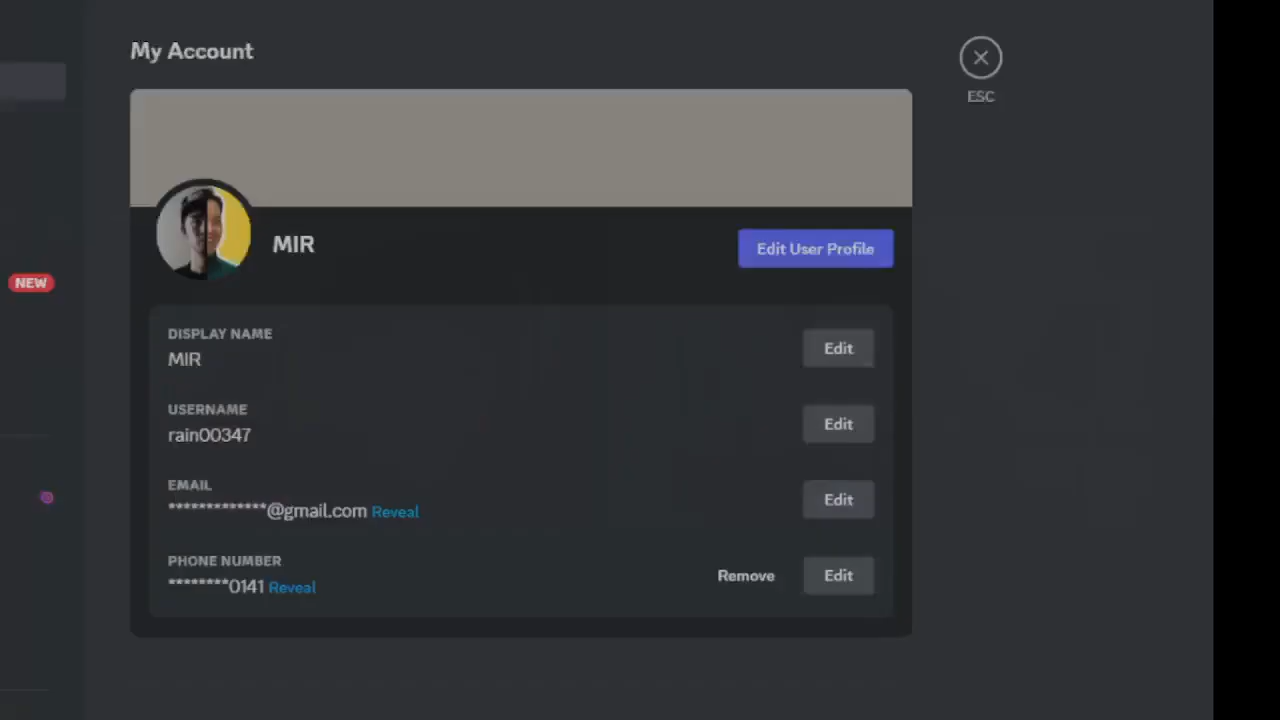 My Account
ESC
MIR
Edit User Profile
NEW
DISPLAY NAME
MIR
Edit
USERNAME
rain00347
Edit
EMAIL
*************@gmail.com Reveal
Edit
PHONE NUMBER
********0141 Reveal
Remove
Edit